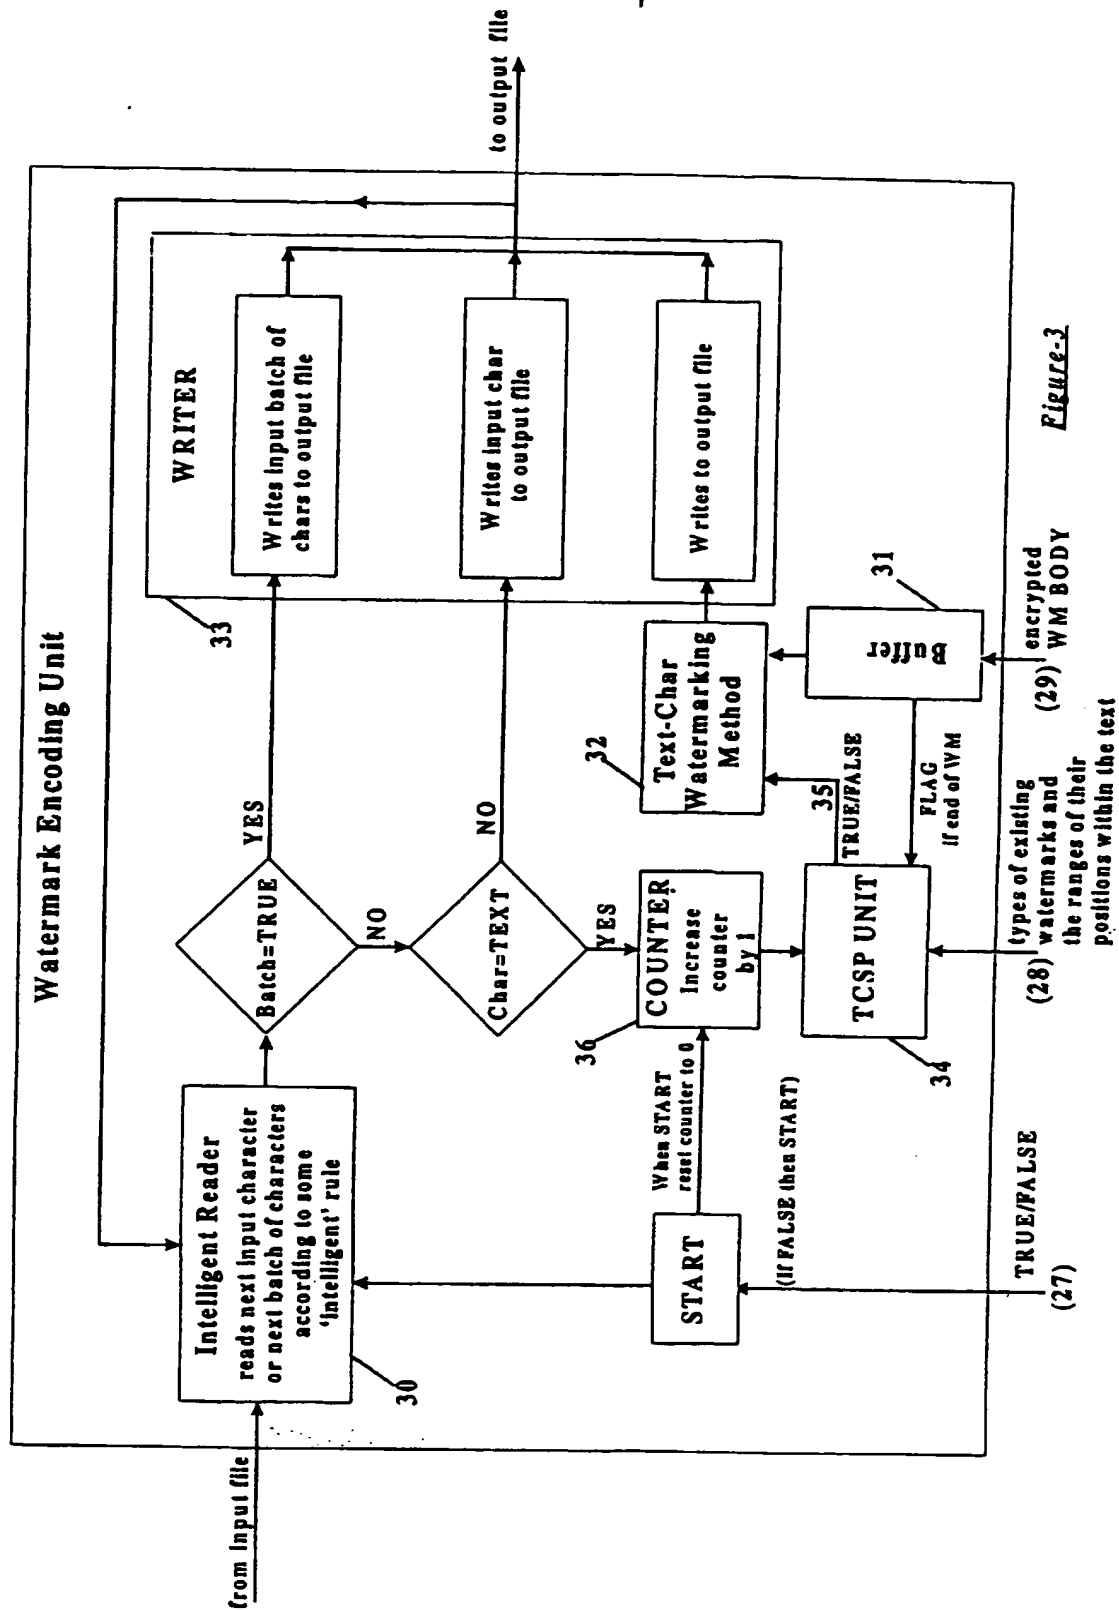 Watermark Encoding Unit
from input file
Intelligent Reader
reads next input character
or next batch of characters
according to some
'intelligent' rule
30
Batch=TRUE
YES
NO
Char=TEXT
NO
YES
33
WRITER
Writes input batch of
chars to output file
Writes input char
to output file
Writes to output file
to output file
START
When START
reset counter to 0
(If FALSE then START)
36
COUNTER
Increase
counter
by 1
34
TCSP UNIT
35
TRUE/FALSE
32
Text-Char
Watermarking
Method
31
Buffer
FLAG
If end of WM
TRUE/FALSE
(27)
(28)
types of existing
watermarks and
the ranges of their
positions within the text
(29)
encrypted
WM BODY
Figure-3